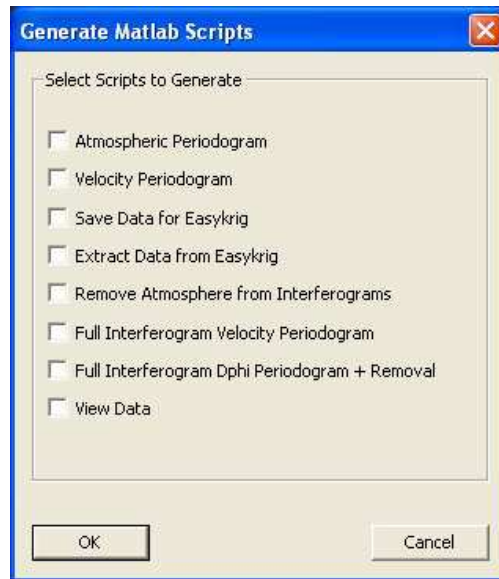 Generate Matlab Scripts
Select Scripts to Generate
Atmospheric Periodogram
Velocity Periodogram
Save Data for Easykrig
Extract Data from Easykrig
Remove Atmosphere from Interferograms
Full Interferogram Velocity Periodogram
Full Interferogram Dphi Periodogram + Removal
View Data
OK
Cancel